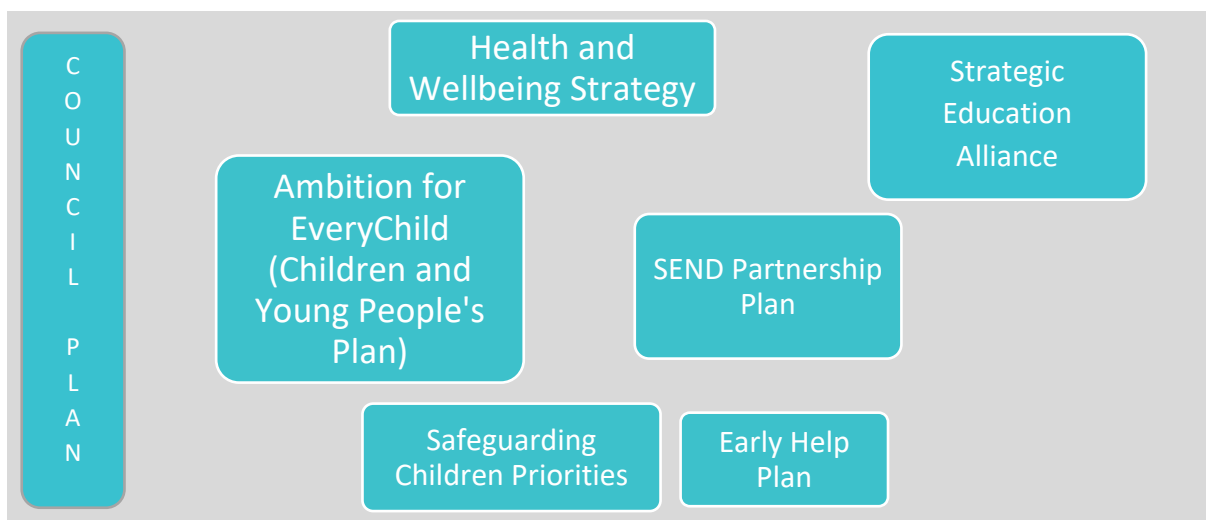 C
O
U
N
C
I
L
P
L
A
N
Health and
Wellbeing Strategy
Strategic
Education
Alliance
Ambition for
EveryChild
(Children and
Young People's
Plan)
SEND Partnership
Plan
Safeguarding
Children Priorities
Early Help
Plan